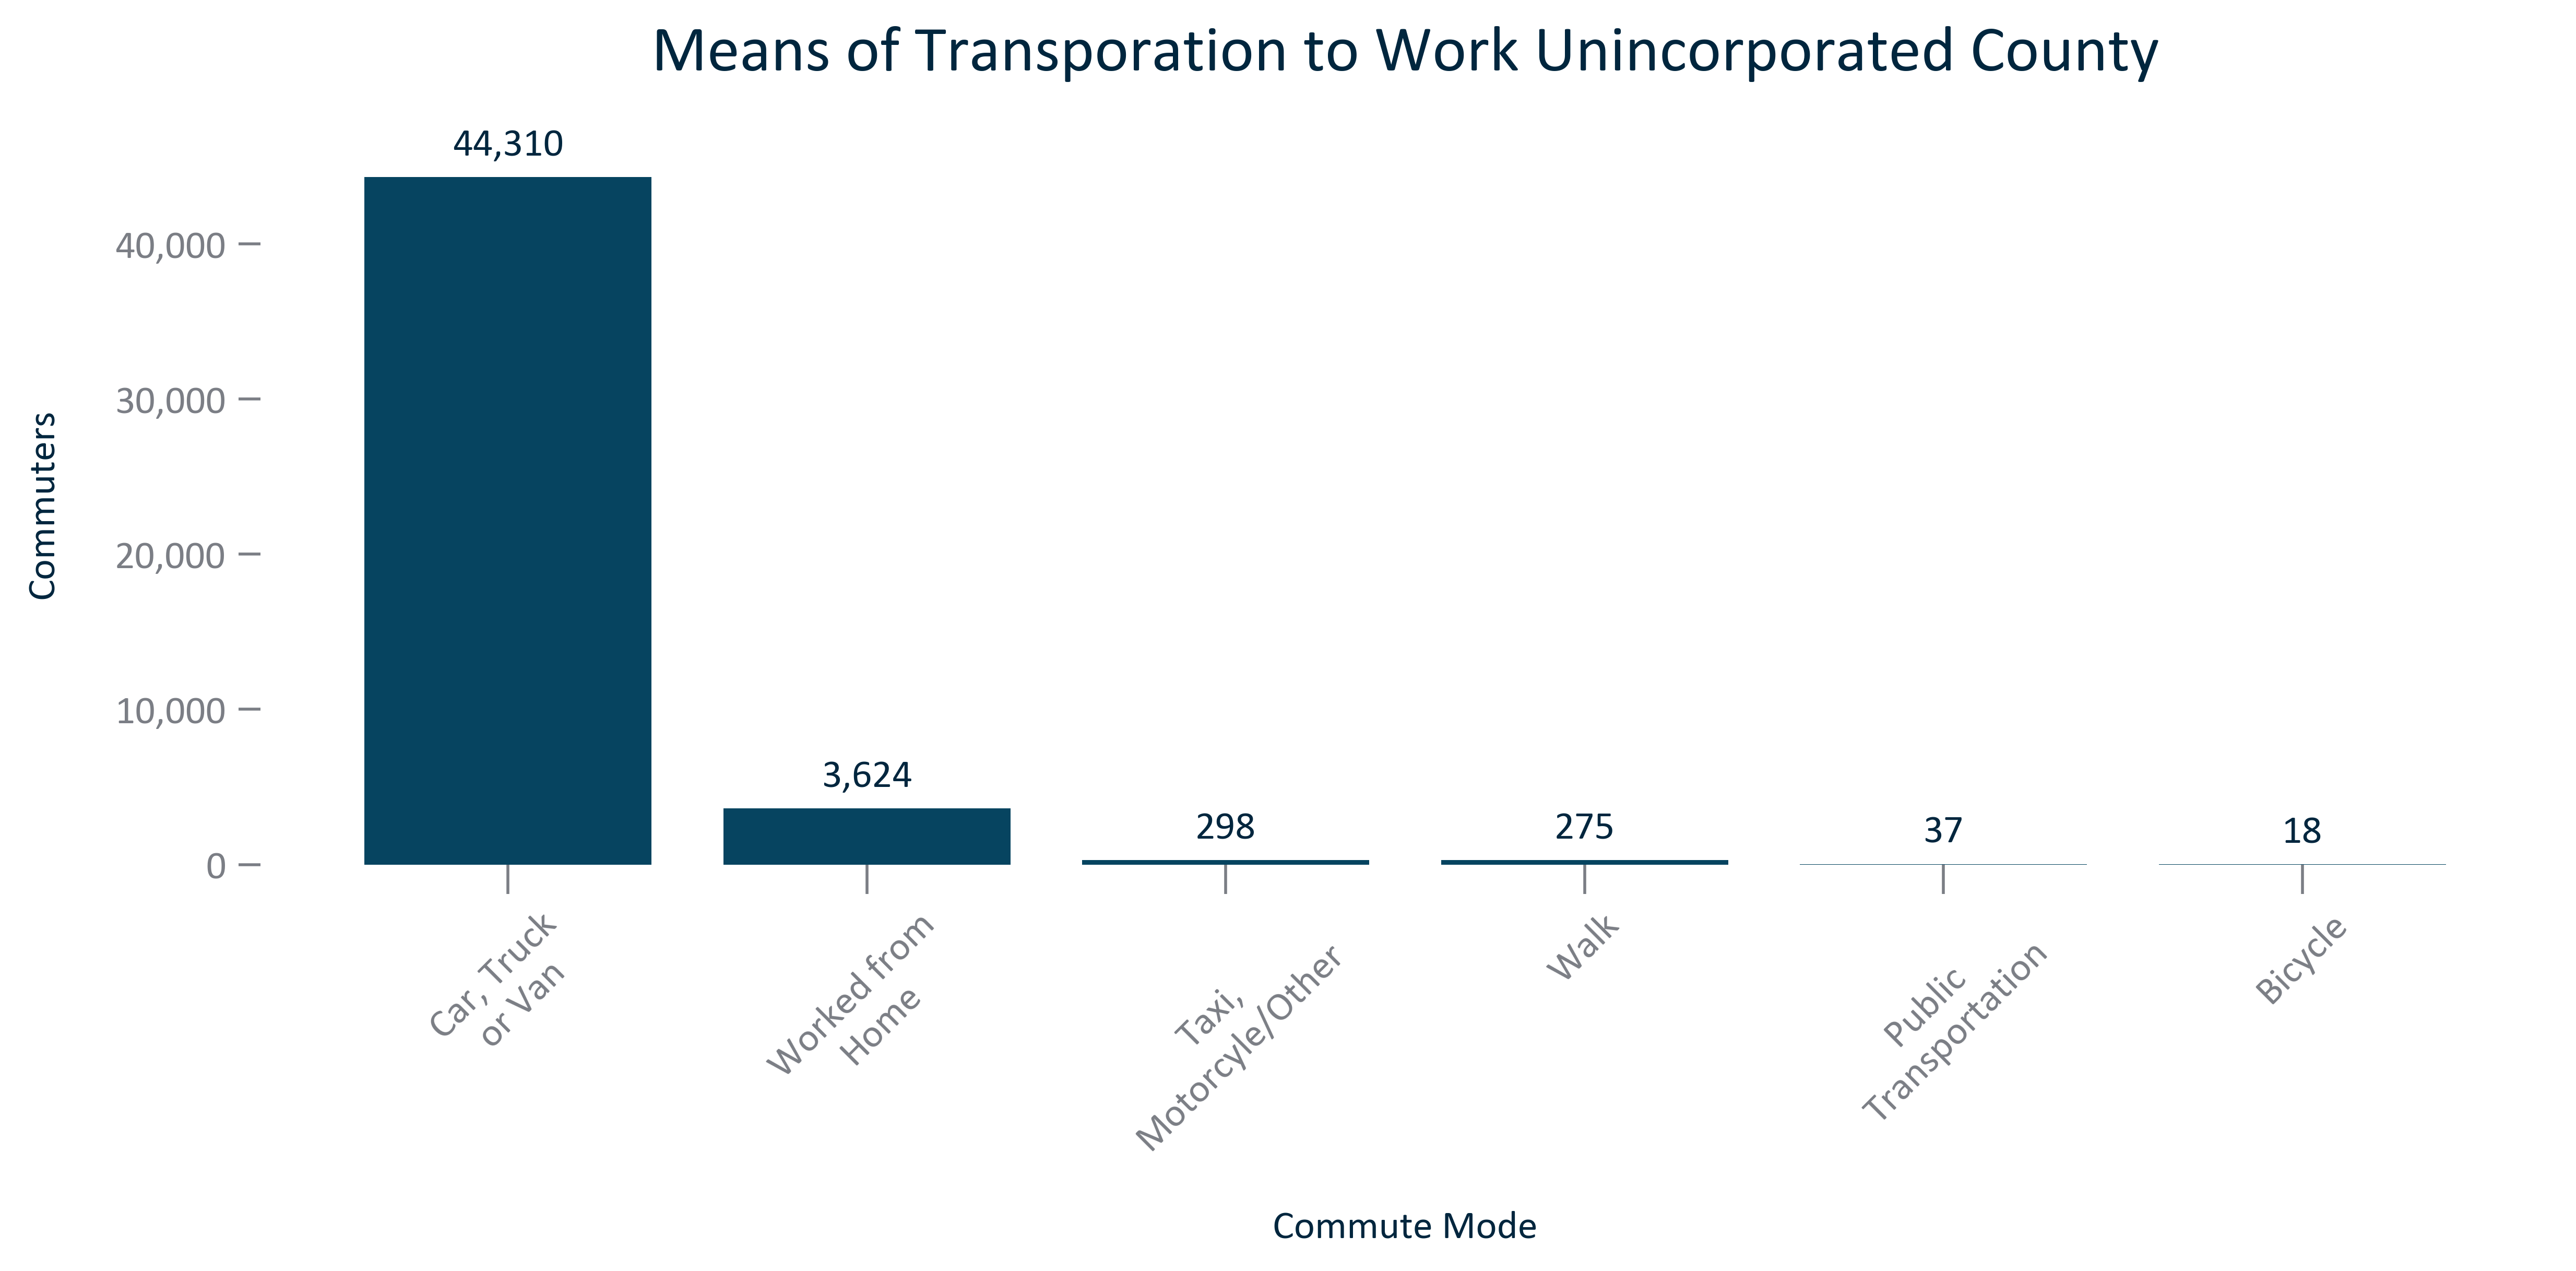 Means of Transporation to Work Unincorporated County
44,310
40,000
30,000
20,000
10,000
0
Commuters
3,624
298
275
37
18
Car, Truck
or Van
Worked from
Home
Taxi,
Motorcyle/Other
Walk
Public
Transportation
Bicycle
Commute Mode